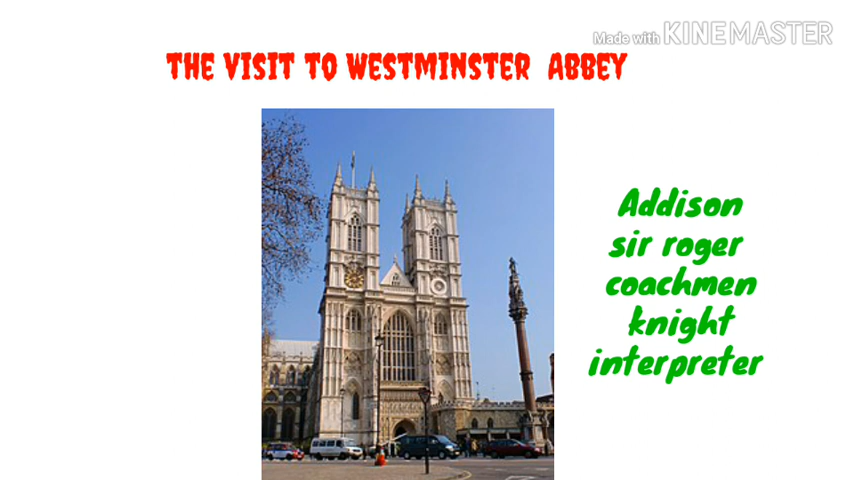 Made with KINEMASTER
THE VISIT TO WESTMINSTER ABBEY
Addison
sir roger
coachmen
knight
interpreter